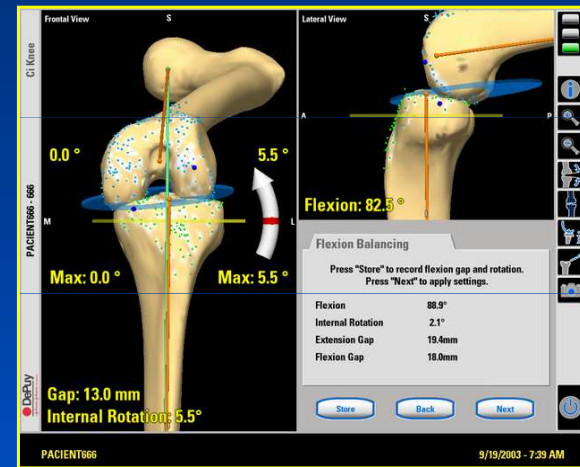 Ci Knee
PACIENT666 - 666
DePuy
Frontal View
S
0.0 °
5.5 °
M
L
Max: 0.0 °
Max: 5.5 °
Gap: 13.0 mm
Internal Rotation: 5.5°
Lateral View
S
A
P
Flexion: 82.5 °
Flexion Balancing
Press "Store" to record flexion gap and rotation.
Press "Next" to apply settings.
Flexion 88.9°
Internal Rotation 2.1°
Extension Gap 19.4mm
Flexion Gap 18.0mm
Store Back Next
PACIENT666
9/19/2003 - 7:39 AM